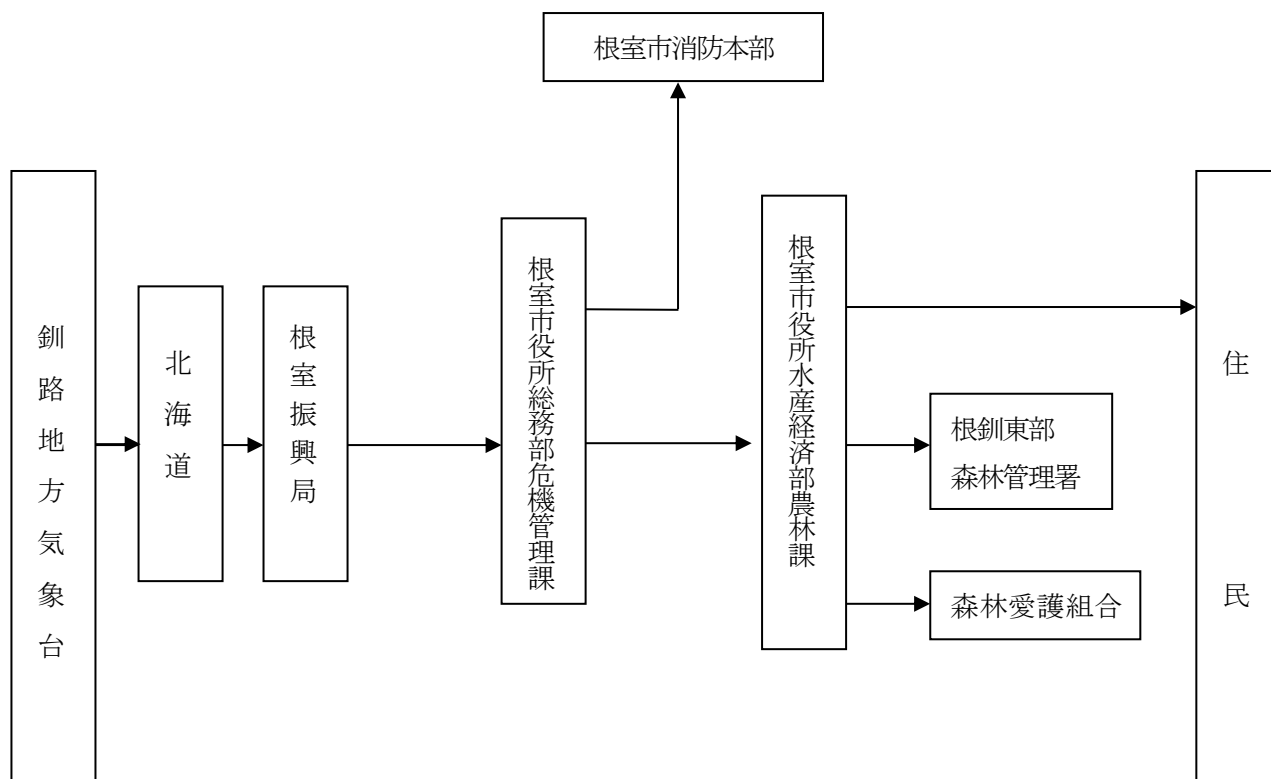 根室市消防本部
釧路地方気象台
北海道
根室振興局
根室市役所総務部危機管理課
根室市役所水産経済部農林課
根釧東部
森林管理署
森林愛護組合
住民